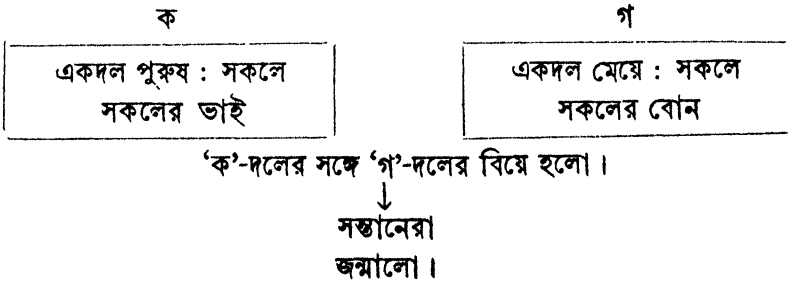 ক গ
একদল পুরুষ : সকলে একদল মেয়ে : সকলে
সকলের ভাই সকলের বোন
‘ক’-দলের সঙ্গে ‘গ’-দলের বিয়ে হলো।
↓
সন্তানেরা
জন্মালো।